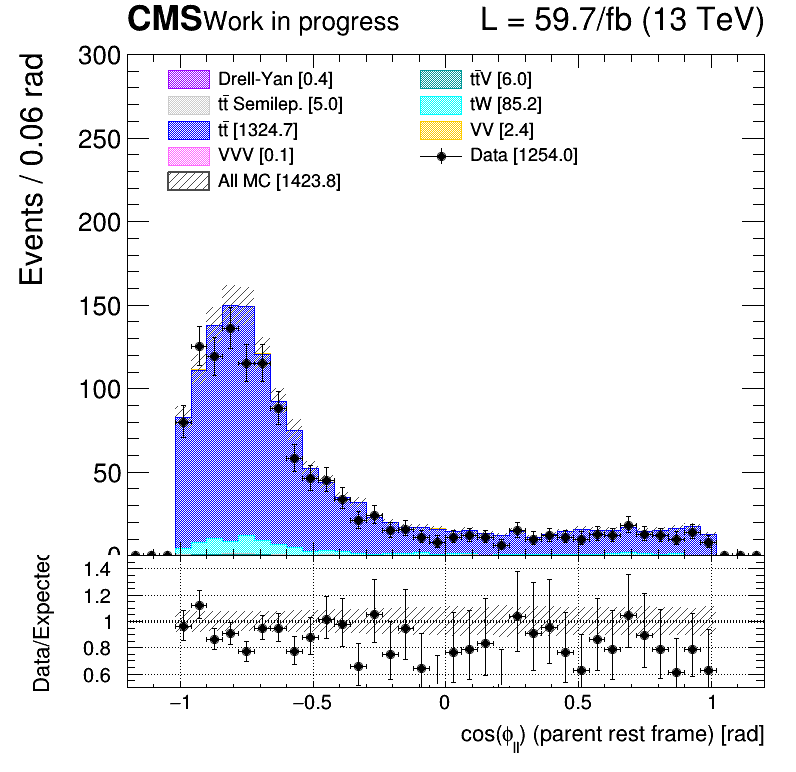 CMS Work in progress L = 59.7/fb (13 TeV)
Events / 0.06 rad
300
250
200
150
100
50
0
Drell-Yan [0.4]
tt̄ Semilep. [5.0]
tt̄ [1324.7]
VVV [0.1]
All MC [1423.8]
tt̄V [6.0]
tW [85.2]
VV [2.4]
Data [1254.0]
Data/Expected
1.4
1.2
1
0.8
0.6
−1 −0.5 0 0.5 1
cos(ϕ_ll) (parent rest frame) [rad]